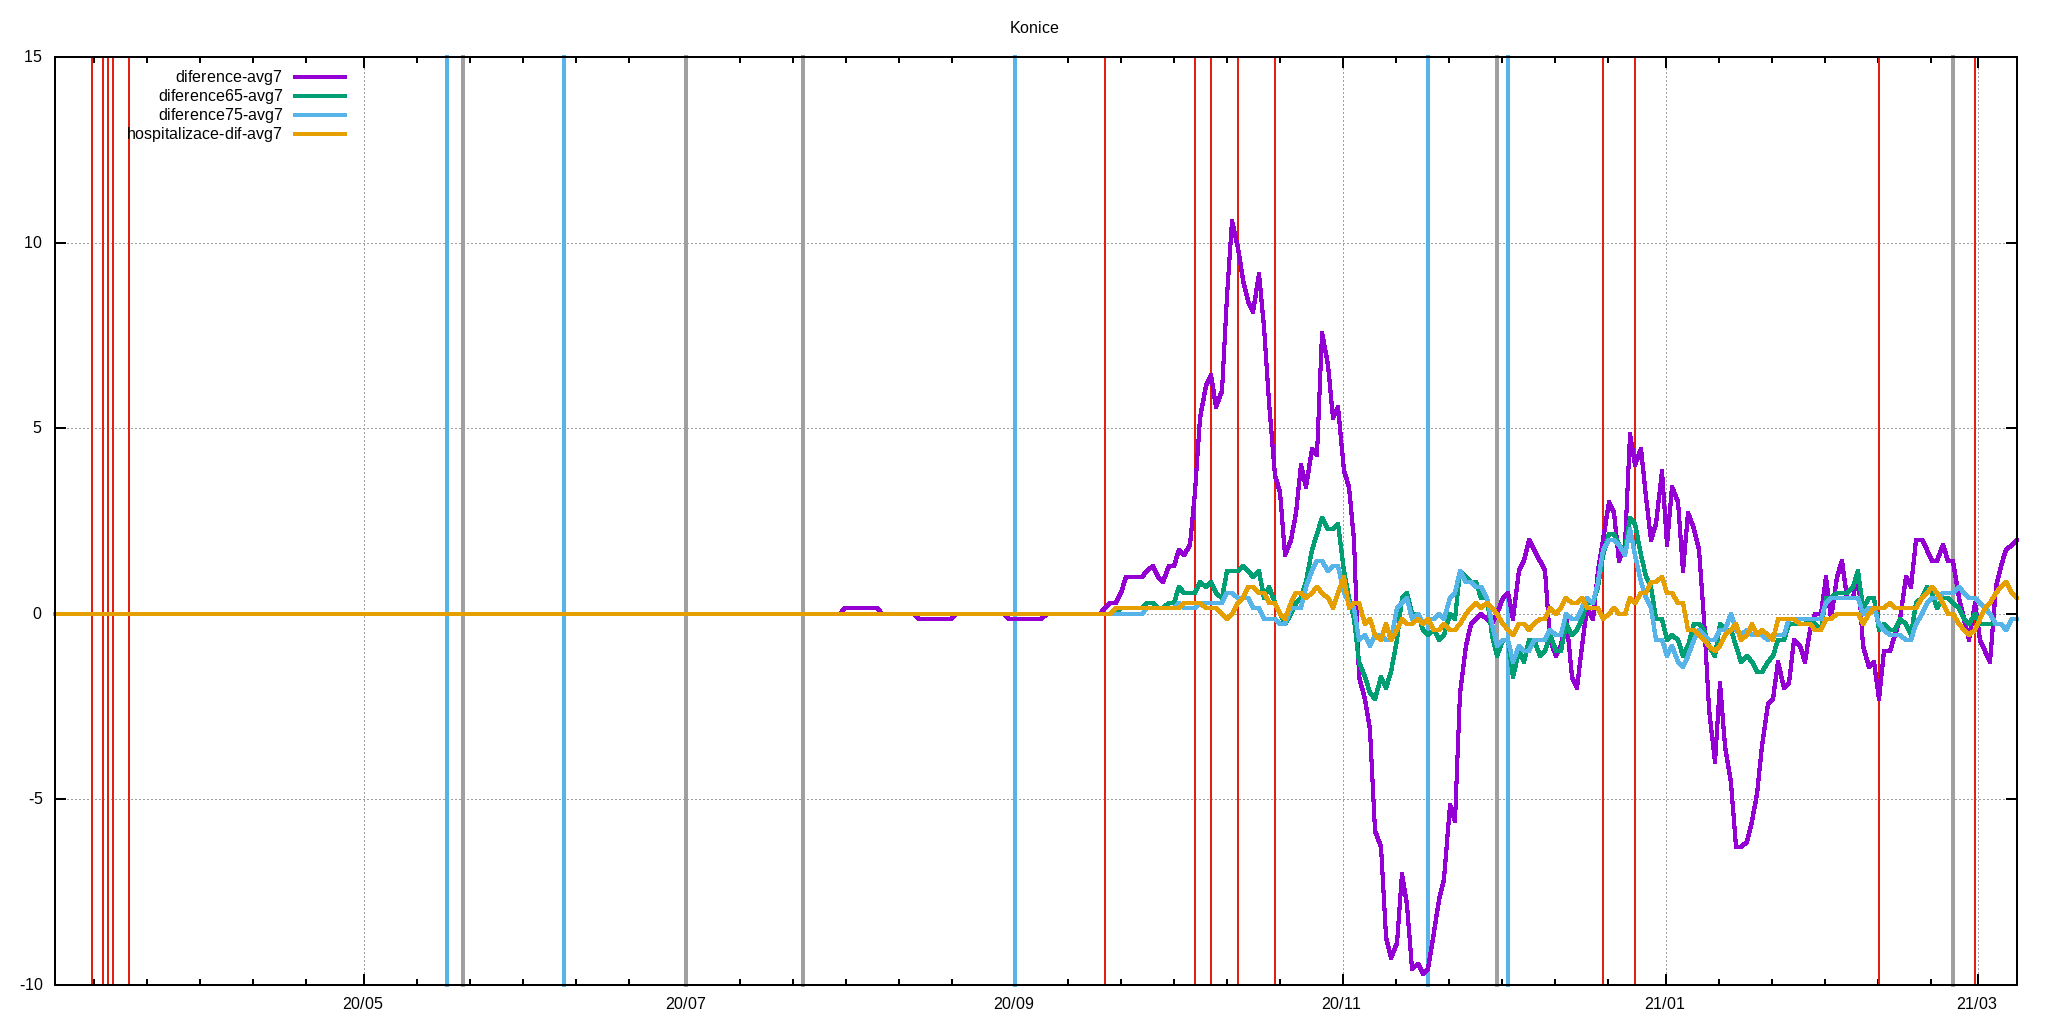 Konice
15
diference-avg7
diference65-avg7
diference75-avg7
hospitalizace-dif-avg7
10
5
0
-5
-10
20/05 20/07 20/09 20/11 21/01 21/03